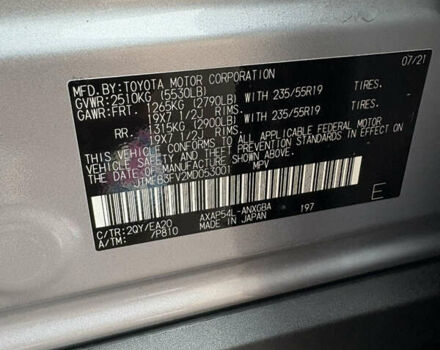 MFD. BY: TOYOTA MOTOR CORPORATION 07/21
GVWR: 2510KG (5530LB)
GAWR: FRT. 1265KG (2790LB) WITH 235/55R19 TIRES.
19X7 1/2J RIMS,
RR. 1315KG (2900LB) WITH 235/55R19 TIRES.
19X7 1/2J RIMS,
THIS VEHICLE CONFORMS TO ALL APPLICABLE FEDERAL MOTOR
VEHICLE SAFETY, BUMPER, AND THEFT PREVENTION STANDARDS IN EFFECT
ON THE DATE OF MANUFACTURE SHOWN ABOVE.
JTMFB3FV2MD053001 MPV
E
C/TR: 2QY/EA20 AXAP54L-ANXGBA 197
A/TM: -/P810 MADE IN JAPAN